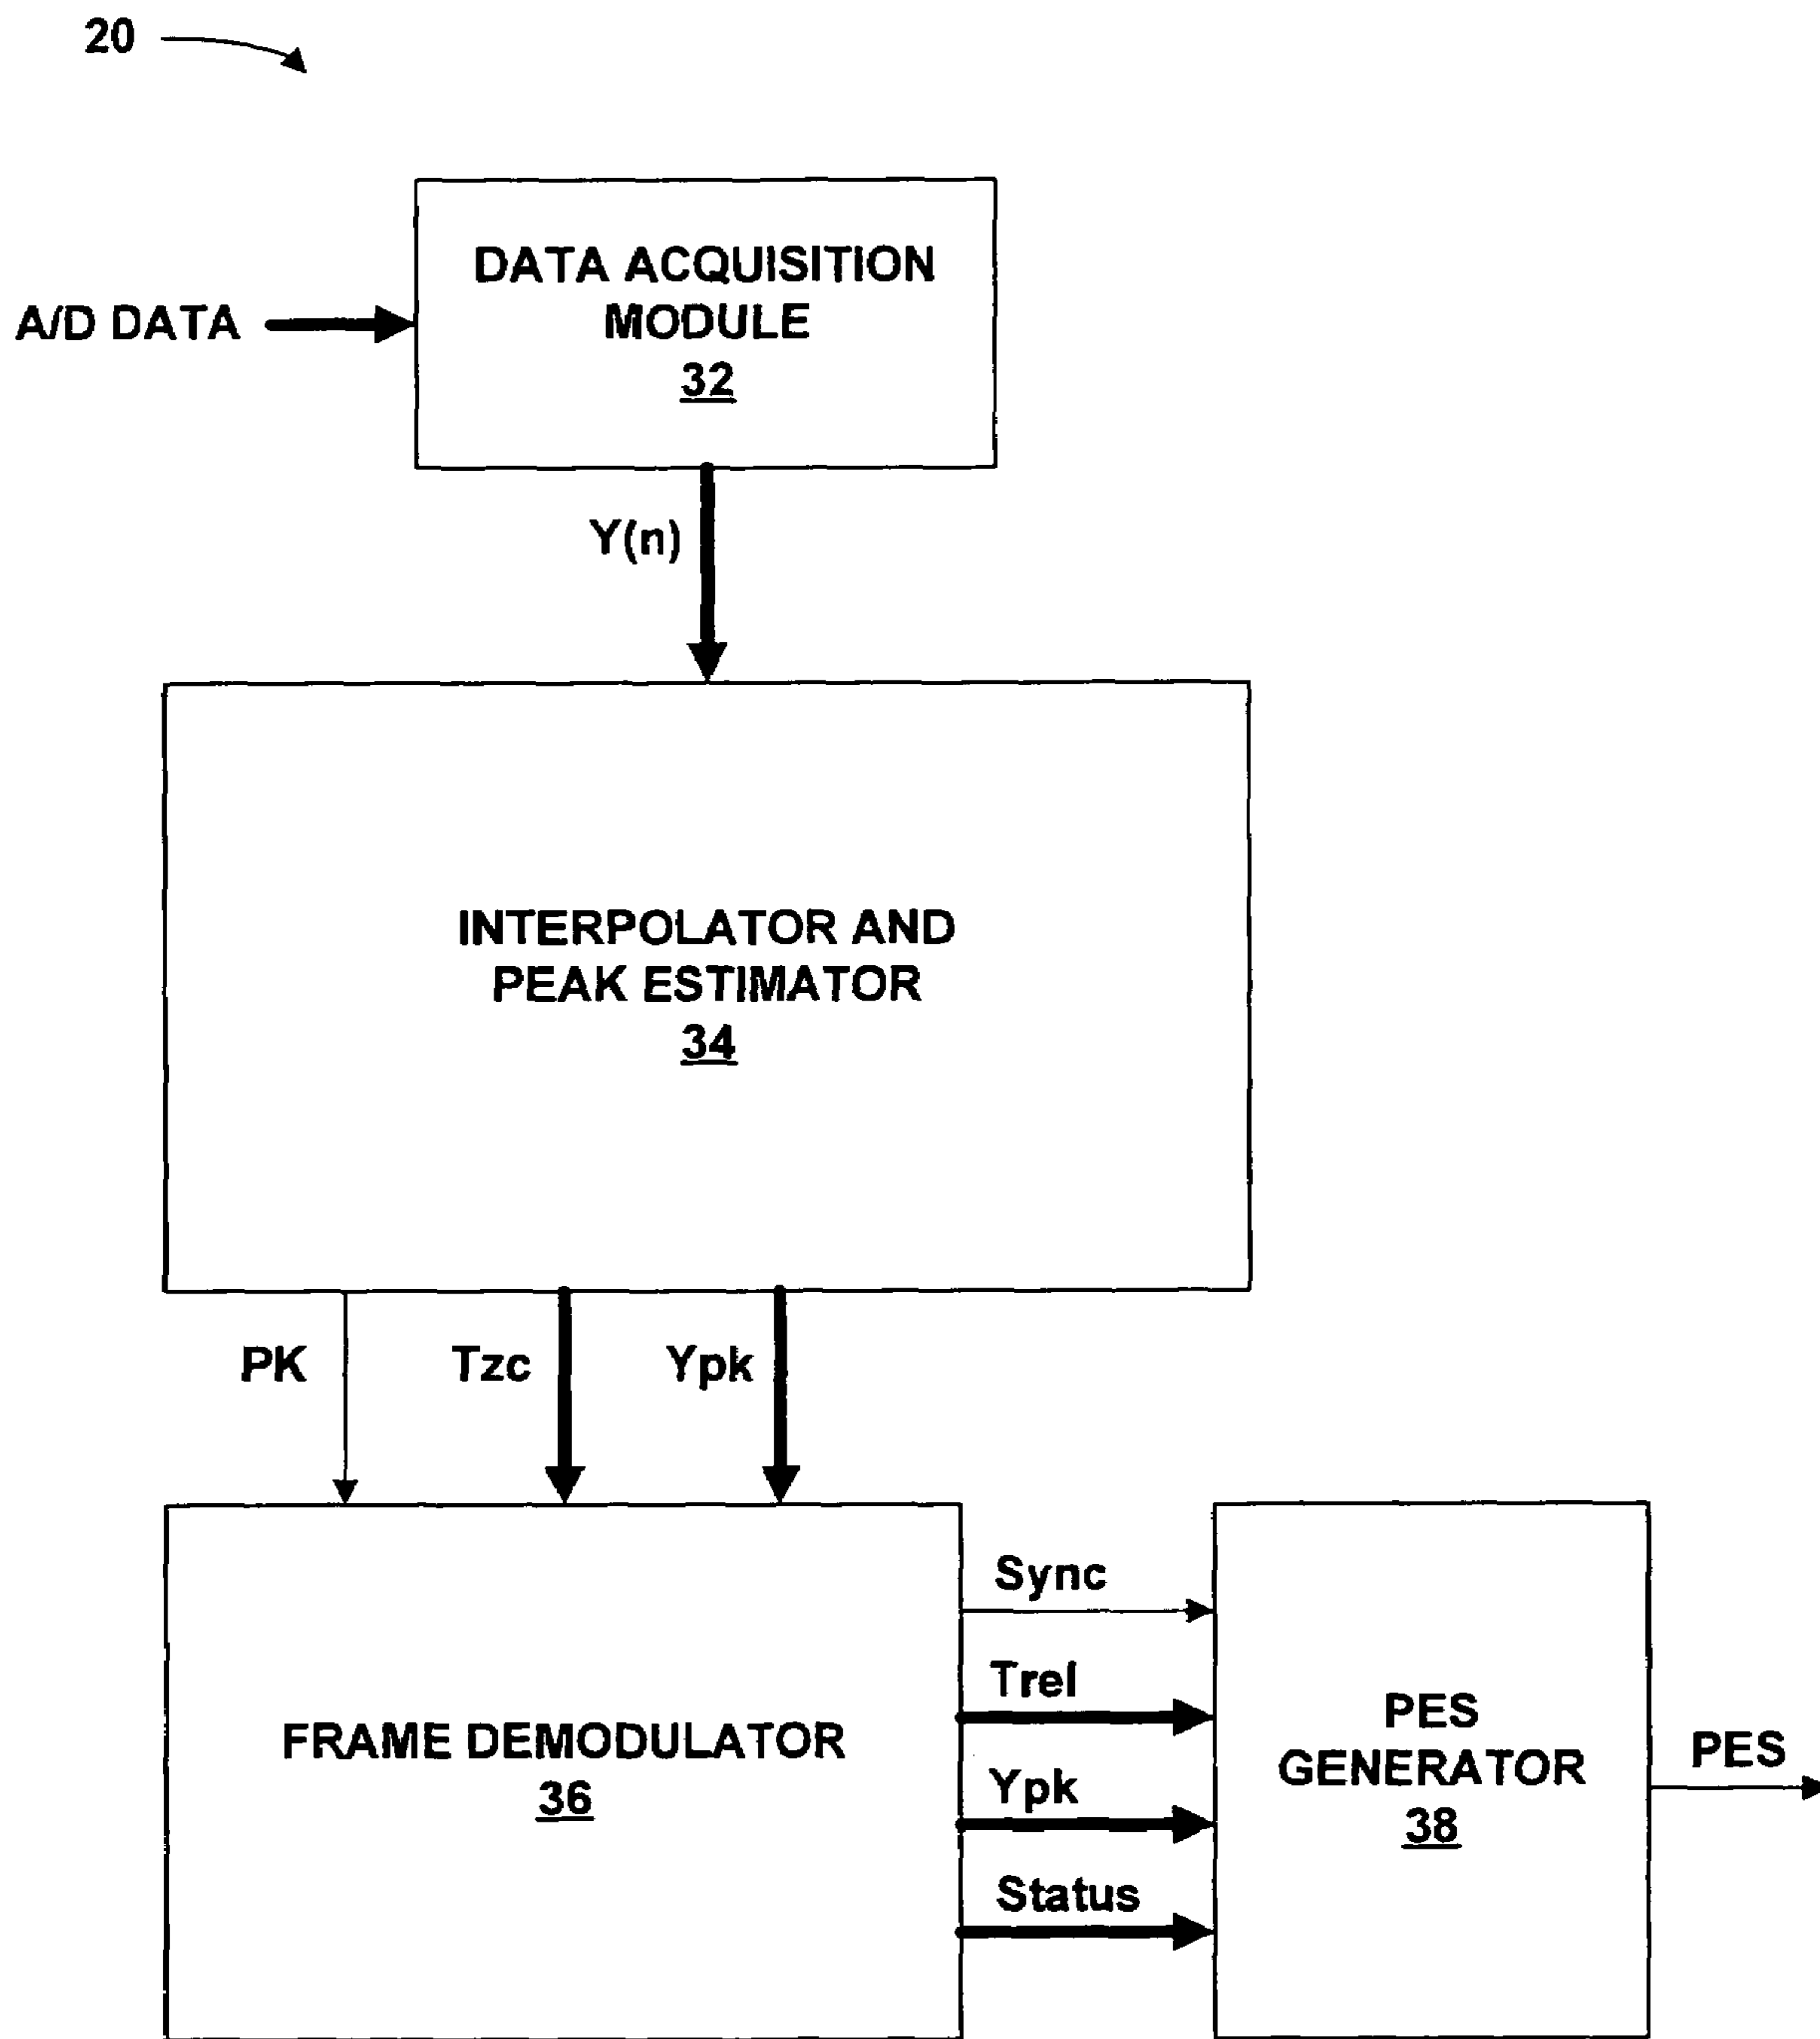 20
DATA ACQUISITION
MODULE
32
A/D DATA
Y(n)
INTERPOLATOR AND
PEAK ESTIMATOR
34
PK
Tzc
Ypk
Sync
Trel
Ypk
Status
FRAME DEMODULATOR
36
PES
GENERATOR
38
PES